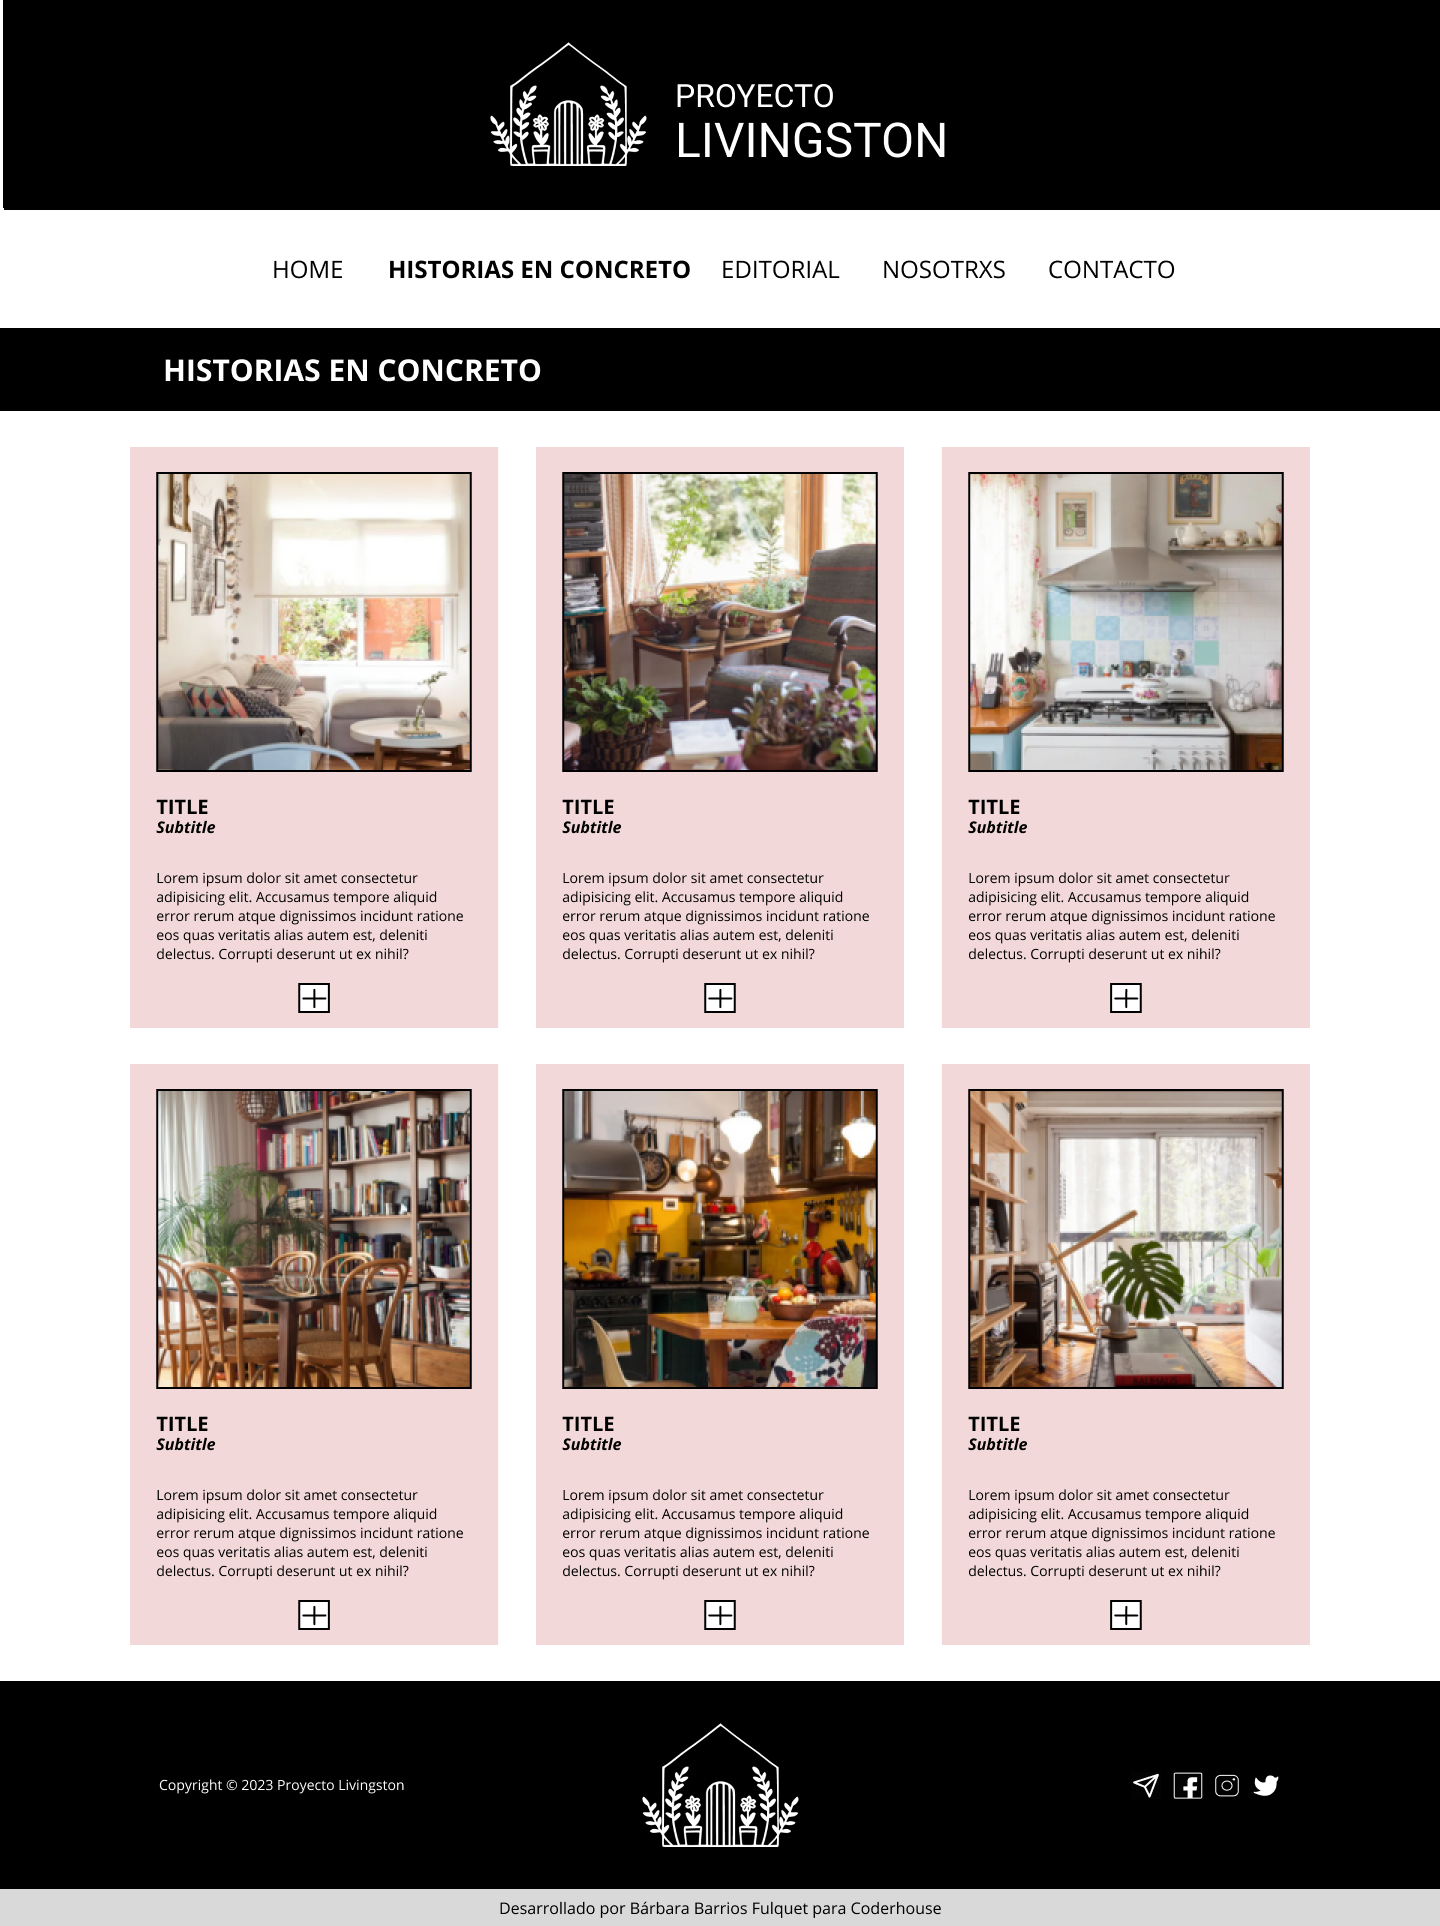 PROYECTO
LIVINGSTON
HOME HISTORIAS EN CONCRETO EDITORIAL NOSOTRXS CONTACTO
HISTORIAS EN CONCRETO
TITLE
Subtitle
Lorem ipsum dolor sit amet consectetur
adipisicing elit. Accusamus tempore aliquid
error rerum atque dignissimos incidunt ratione
eos quas veritatis alias autem est, deleniti
delectus. Corrupti deserunt ut ex nihil?
TITLE
Subtitle
Lorem ipsum dolor sit amet consectetur
adipisicing elit. Accusamus tempore aliquid
error rerum atque dignissimos incidunt ratione
eos quas veritatis alias autem est, deleniti
delectus. Corrupti deserunt ut ex nihil?
TITLE
Subtitle
Lorem ipsum dolor sit amet consectetur
adipisicing elit. Accusamus tempore aliquid
error rerum atque dignissimos incidunt ratione
eos quas veritatis alias autem est, deleniti
delectus. Corrupti deserunt ut ex nihil?
TITLE
Subtitle
Lorem ipsum dolor sit amet consectetur
adipisicing elit. Accusamus tempore aliquid
error rerum atque dignissimos incidunt ratione
eos quas veritatis alias autem est, deleniti
delectus. Corrupti deserunt ut ex nihil?
TITLE
Subtitle
Lorem ipsum dolor sit amet consectetur
adipisicing elit. Accusamus tempore aliquid
error rerum atque dignissimos incidunt ratione
eos quas veritatis alias autem est, deleniti
delectus. Corrupti deserunt ut ex nihil?
BAUHAUS
TITLE
Subtitle
Lorem ipsum dolor sit amet consectetur
adipisicing elit. Accusamus tempore aliquid
error rerum atque dignissimos incidunt ratione
eos quas veritatis alias autem est, deleniti
delectus. Corrupti deserunt ut ex nihil?
Copyright © 2023 Proyecto Livingston
Desarrollado por Bárbara Barrios Fulquet para Coderhouse